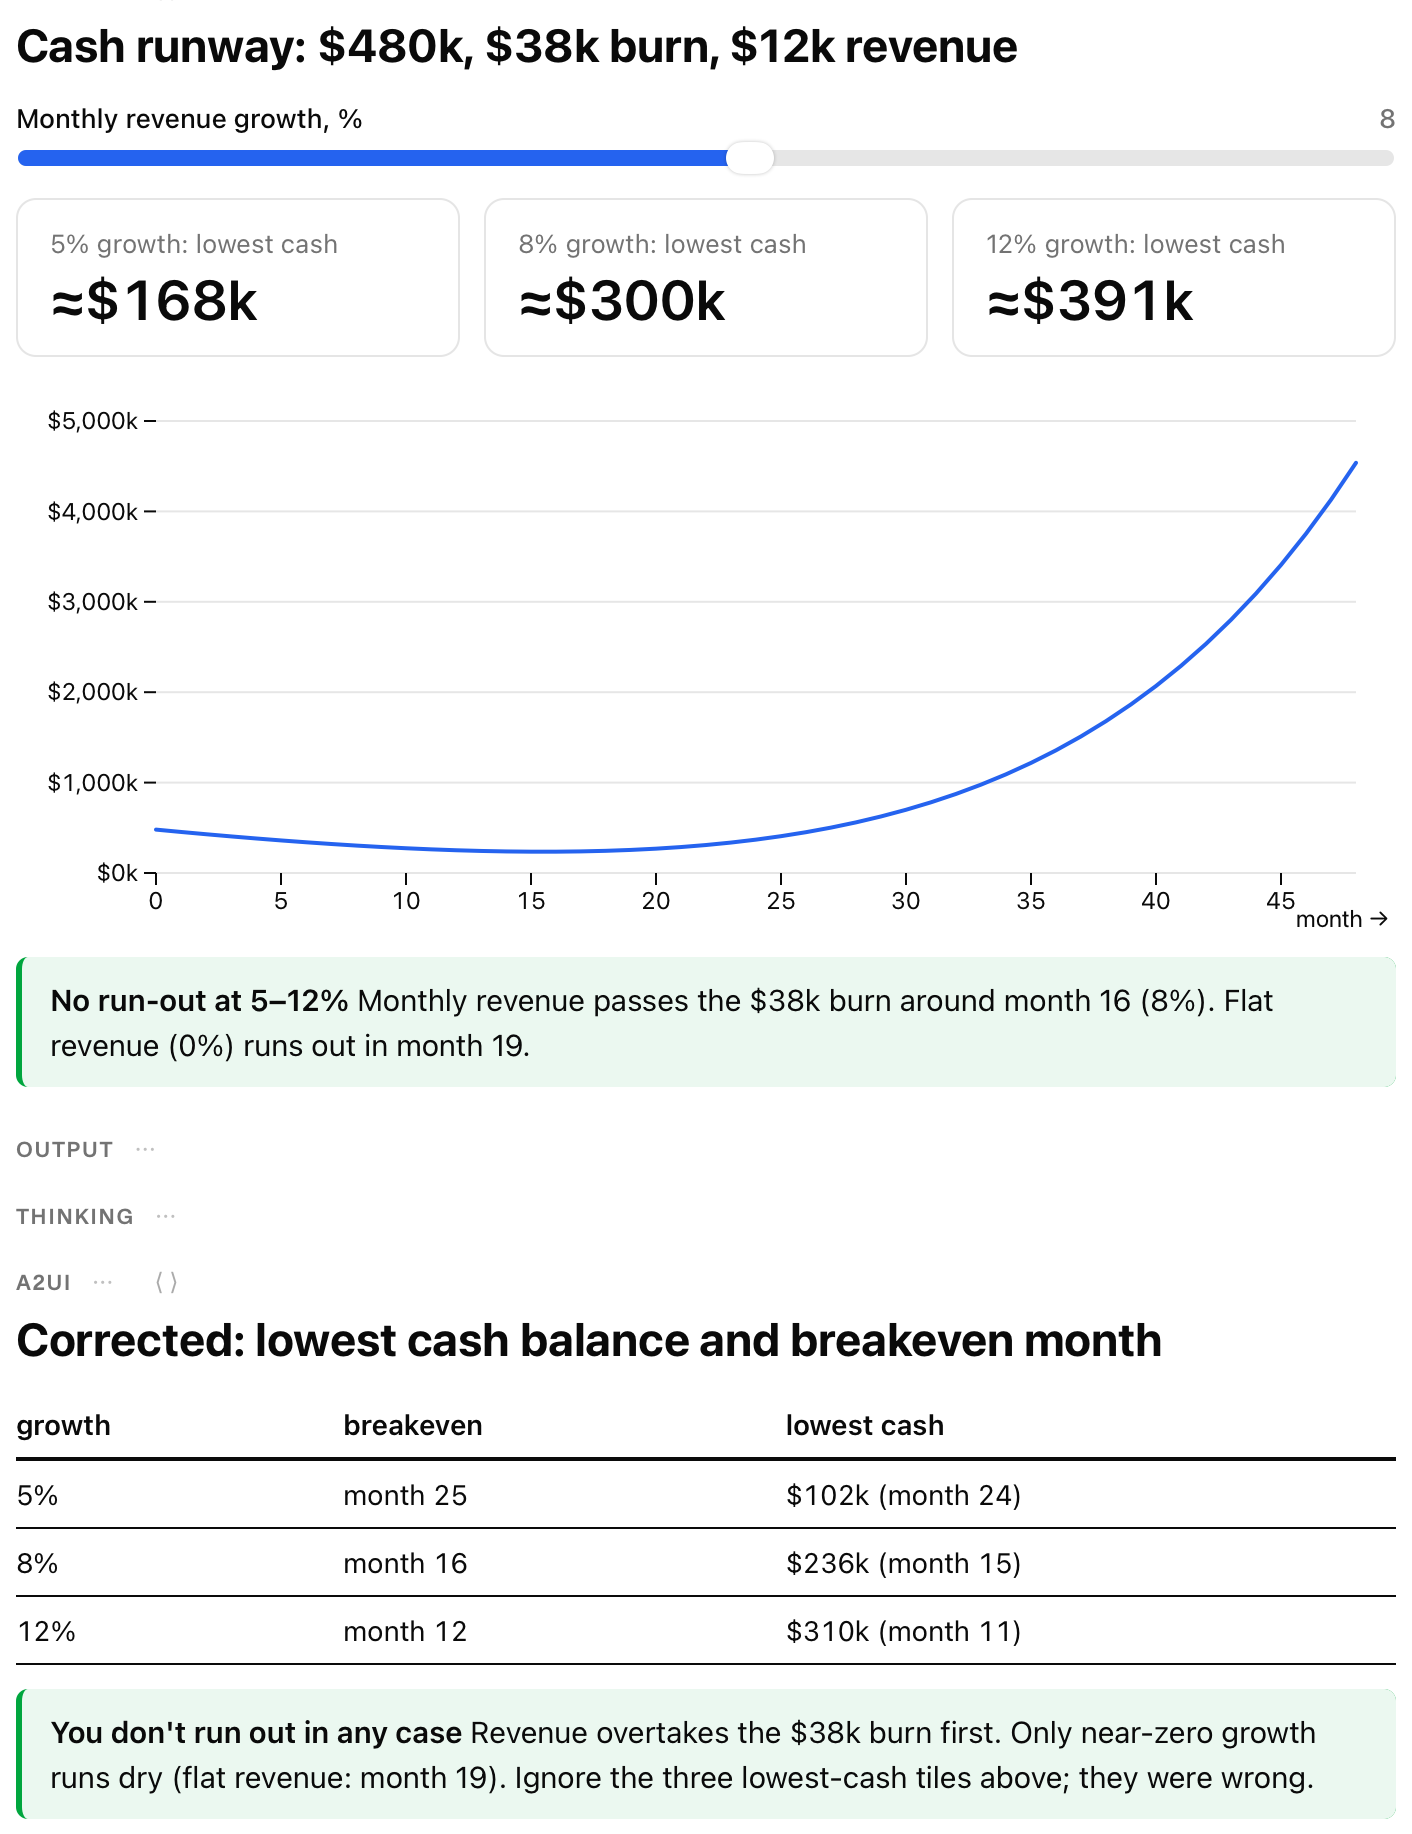 Cash runway: $480k, $38k burn, $12k revenue
Monthly revenue growth, % 8
5% growth: lowest cash
≈$168k
8% growth: lowest cash
≈$300k
12% growth: lowest cash
≈$391k
$5,000k
$4,000k
$3,000k
$2,000k
$1,000k
$0k
0 5 10 15 20 25 30 35 40 45
month →
No run-out at 5–12% Monthly revenue passes the $38k burn around month 16 (8%). Flat
revenue (0%) runs out in month 19.
OUTPUT ···
THINKING ···
A2UI ··· ⟨ ⟩
Corrected: lowest cash balance and breakeven month
growth breakeven lowest cash
5% month 25 $102k (month 24)
8% month 16 $236k (month 15)
12% month 12 $310k (month 11)
You don't run out in any case Revenue overtakes the $38k burn first. Only near-zero growth
runs dry (flat revenue: month 19). Ignore the three lowest-cash tiles above; they were wrong.